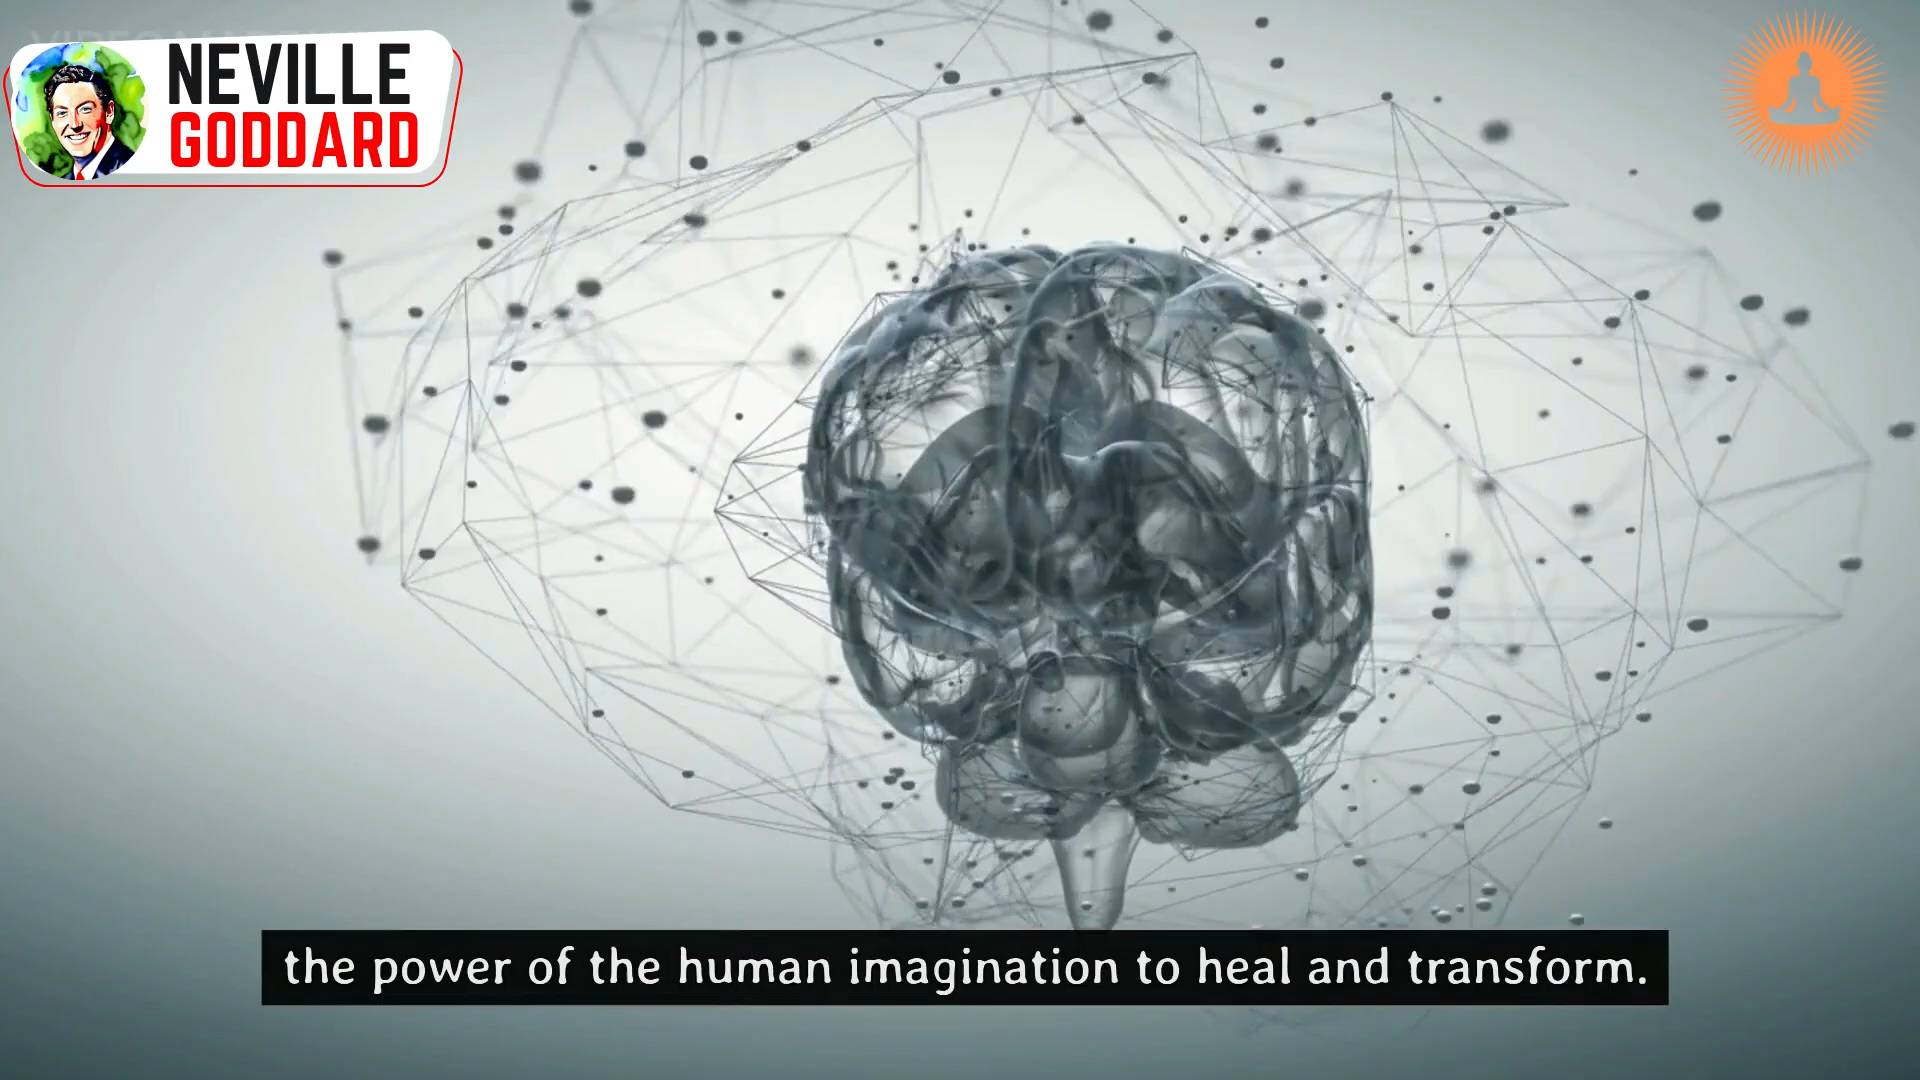 NEVILLE
GODDARD
the power of the human imagination to heal and transform.